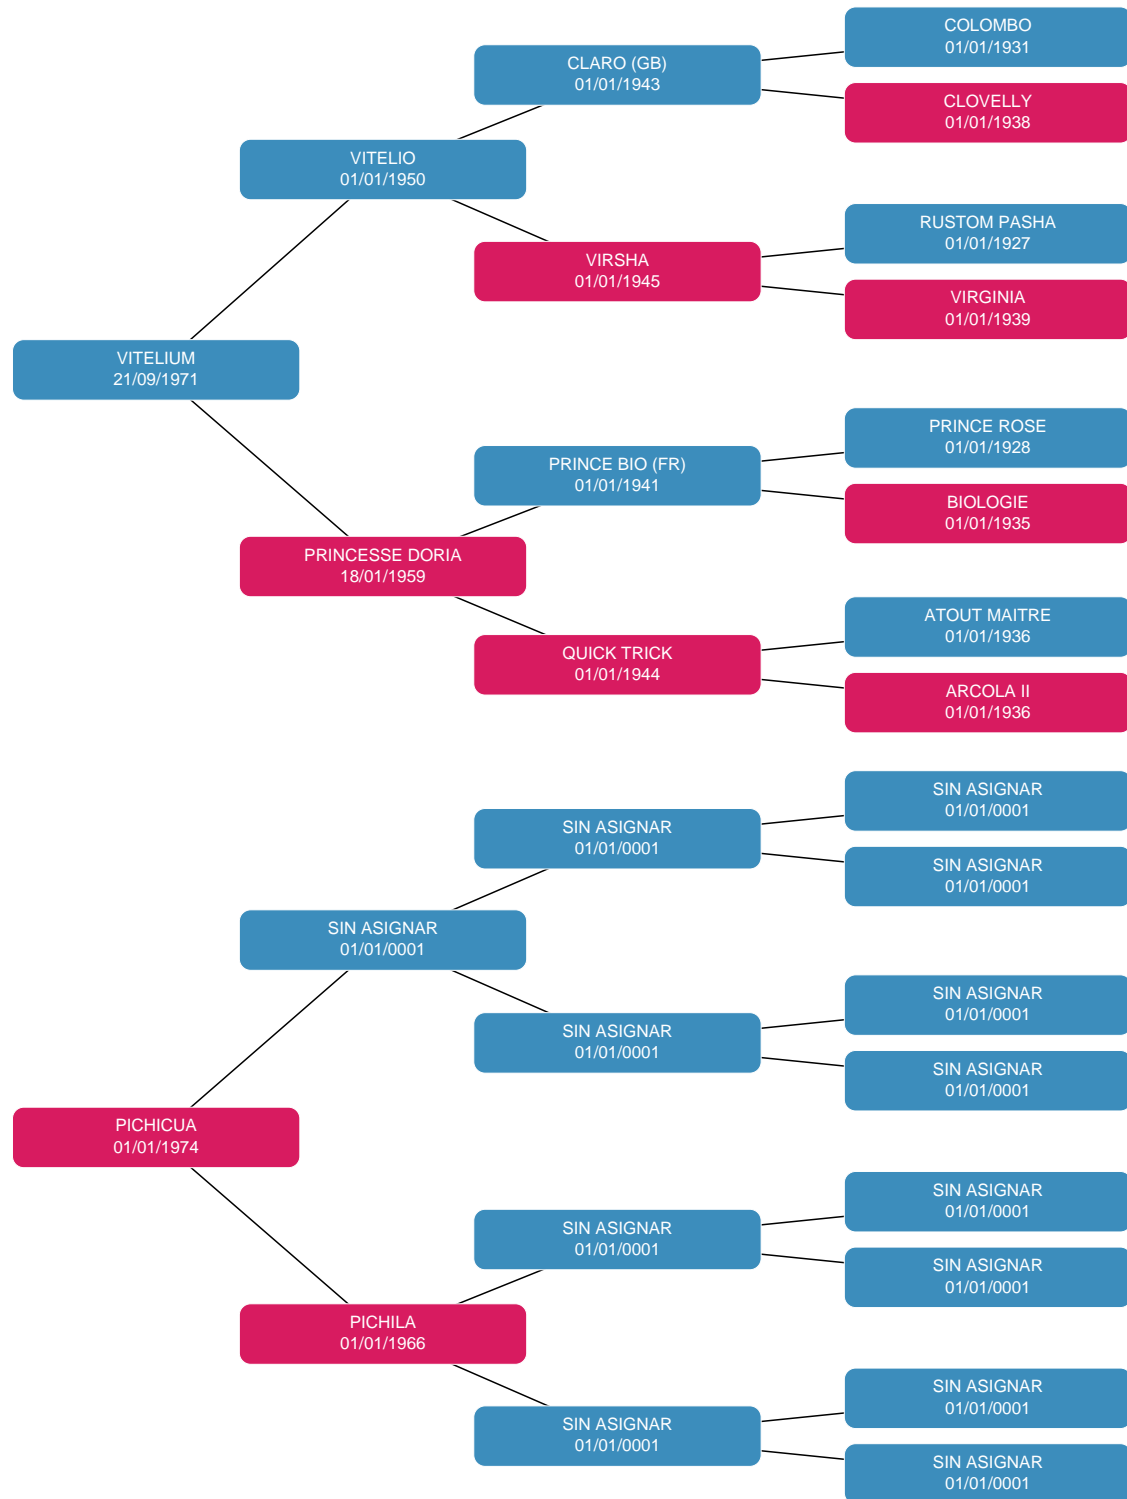 COLOMBO
01/01/1931
CLARO (GB)
01/01/1943
CLOVELLY
01/01/1938
VITELIO
01/01/1950
RUSTOM PASHA
01/01/1927
VIRSHA
01/01/1945
VIRGINIA
01/01/1939
VITELIUM
21/09/1971
PRINCE ROSE
01/01/1928
PRINCE BIO (FR)
01/01/1941
BIOLOGIE
01/01/1935
PRINCESSE DORIA
18/01/1959
ATOUT MAITRE
01/01/1936
QUICK TRICK
01/01/1944
ARCOLA II
01/01/1936
SIN ASIGNAR
01/01/0001
SIN ASIGNAR
01/01/0001
SIN ASIGNAR
01/01/0001
SIN ASIGNAR
01/01/0001
SIN ASIGNAR
01/01/0001
SIN ASIGNAR
01/01/0001
SIN ASIGNAR
01/01/0001
PICHICUA
01/01/1974
SIN ASIGNAR
01/01/0001
SIN ASIGNAR
01/01/0001
SIN ASIGNAR
01/01/0001
PICHILA
01/01/1966
SIN ASIGNAR
01/01/0001
SIN ASIGNAR
01/01/0001
SIN ASIGNAR
01/01/0001